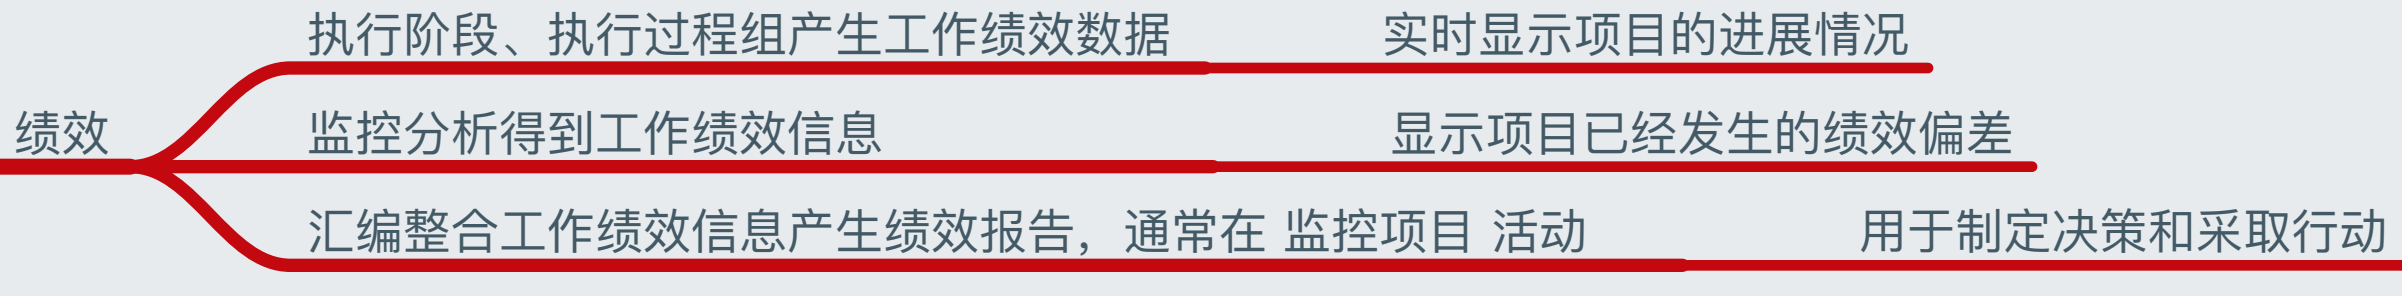 执行阶段、执行过程组产生工作绩效数据
实时显示项目的进展情况
绩效
监控分析得到工作绩效信息
显示项目已经发生的绩效偏差
汇编整合工作绩效信息产生绩效报告，通常在 监控项目 活动
用于制定决策和采取行动